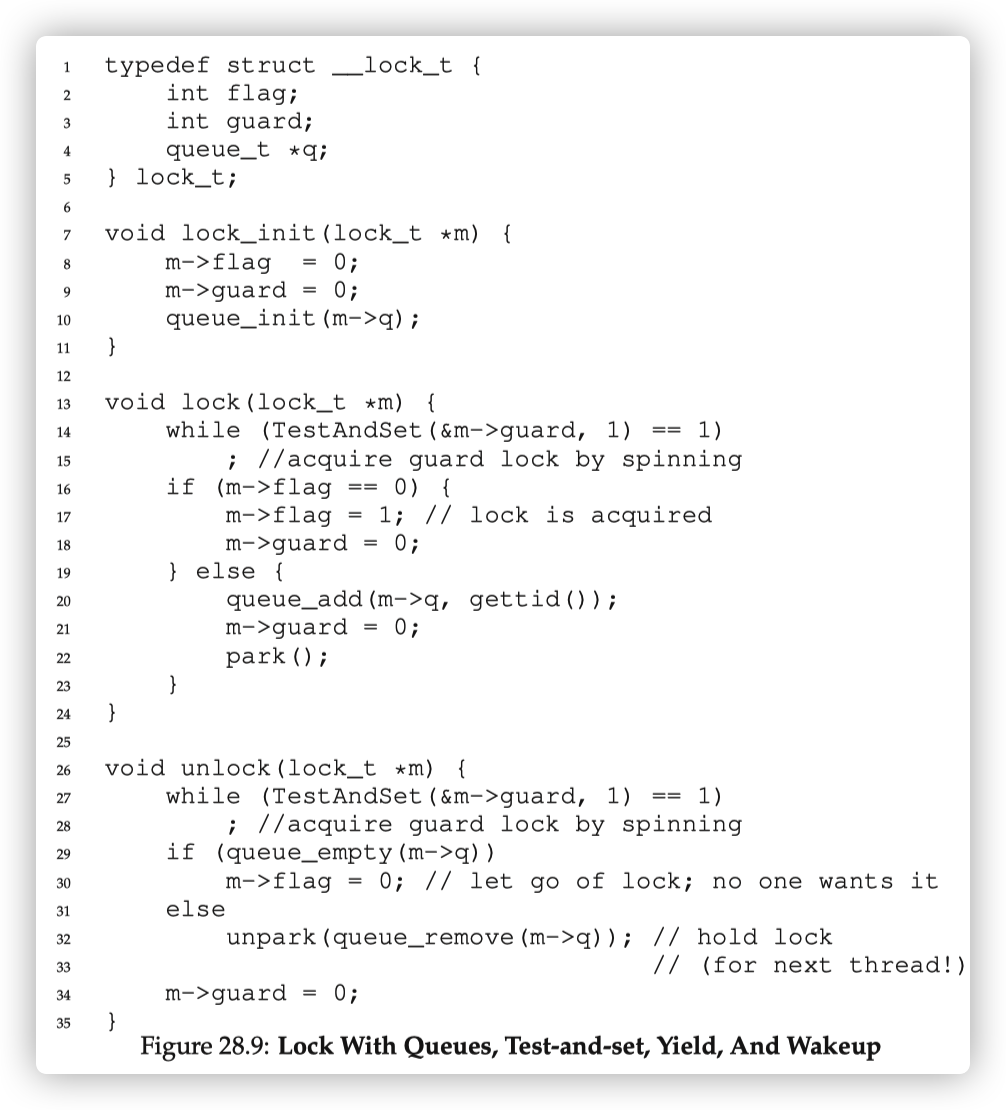 1 typedef struct __lock_t {
2 int flag;
3 int guard;
4 queue_t *q;
5 } lock_t;
6
7 void lock_init(lock_t *m) {
8 m->flag  = 0;
9 m->guard = 0;
10 queue_init(m->q);
11 }
12
13 void lock(lock_t *m) {
14 while (TestAndSet(&m->guard, 1) == 1)
15 ; //acquire guard lock by spinning
16 if (m->flag == 0) {
17 m->flag = 1; // lock is acquired
18 m->guard = 0;
19 } else {
20 queue_add(m->q, gettid());
21 m->guard = 0;
22 park();
23 }
24 }
25
26 void unlock(lock_t *m) {
27 while (TestAndSet(&m->guard, 1) == 1)
28 ; //acquire guard lock by spinning
29 if (queue_empty(m->q))
30 m->flag = 0; // let go of lock; no one wants it
31 else
32 unpark(queue_remove(m->q)); // hold lock
33 // (for next thread!)
34 m->guard = 0;
35 }
Figure 28.9: Lock With Queues, Test-and-set, Yield, And Wakeup